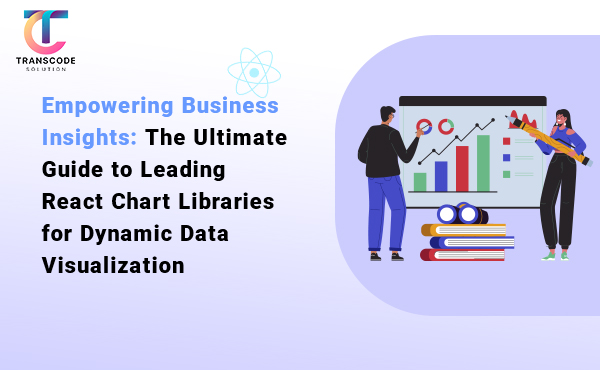 TRANSCODE
SOLUTION
Empowering Business
Insights: The Ultimate
Guide to Leading
React Chart Libraries
for Dynamic Data
Visualization